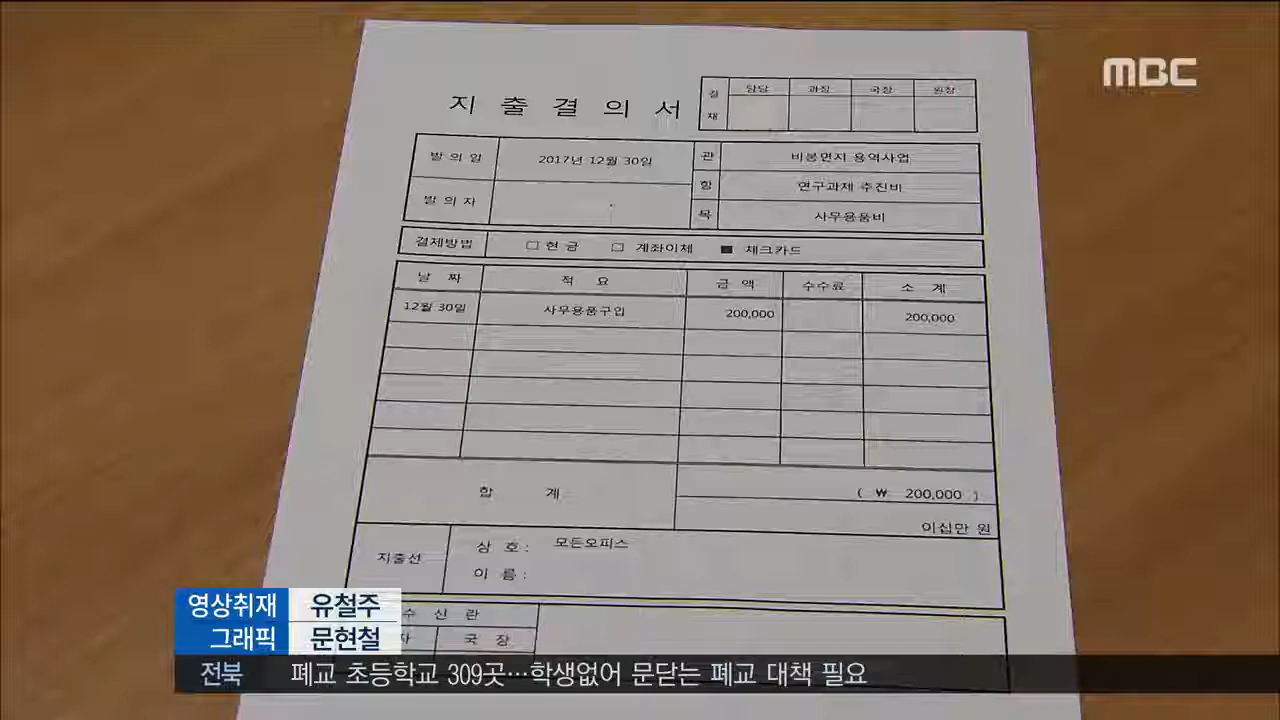 MBC
지 출 결 의 서
결 재 담당 과장 국장 원장
발 의 일 2017년 12월 30일 관 비봉면지 용역사업
항 연구과제 추진비
발 의 자 목 사무용품비
결제방법 □ 현 금 □ 계좌이체 ■ 체크카드
날 짜 적 요 금 액 수수료 소 계
12월 30일 사무용품구입 200,000 200,000
합 계 ( ₩ 200,000 )
이십만 원
지출선 상 호 : 모든오피스
이 름 :
수 신 란
자 국 장
영상취재 유철주
그래픽 문현철
전북 폐교 초등학교 309곳…학생없어 문닫는 폐교 대책 필요